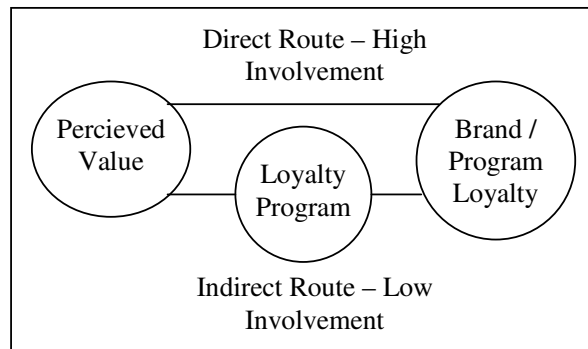 Direct Route – High
Involvement
Percieved
Value
Loyalty
Program
Brand /
Program
Loyalty
Indirect Route – Low
Involvement